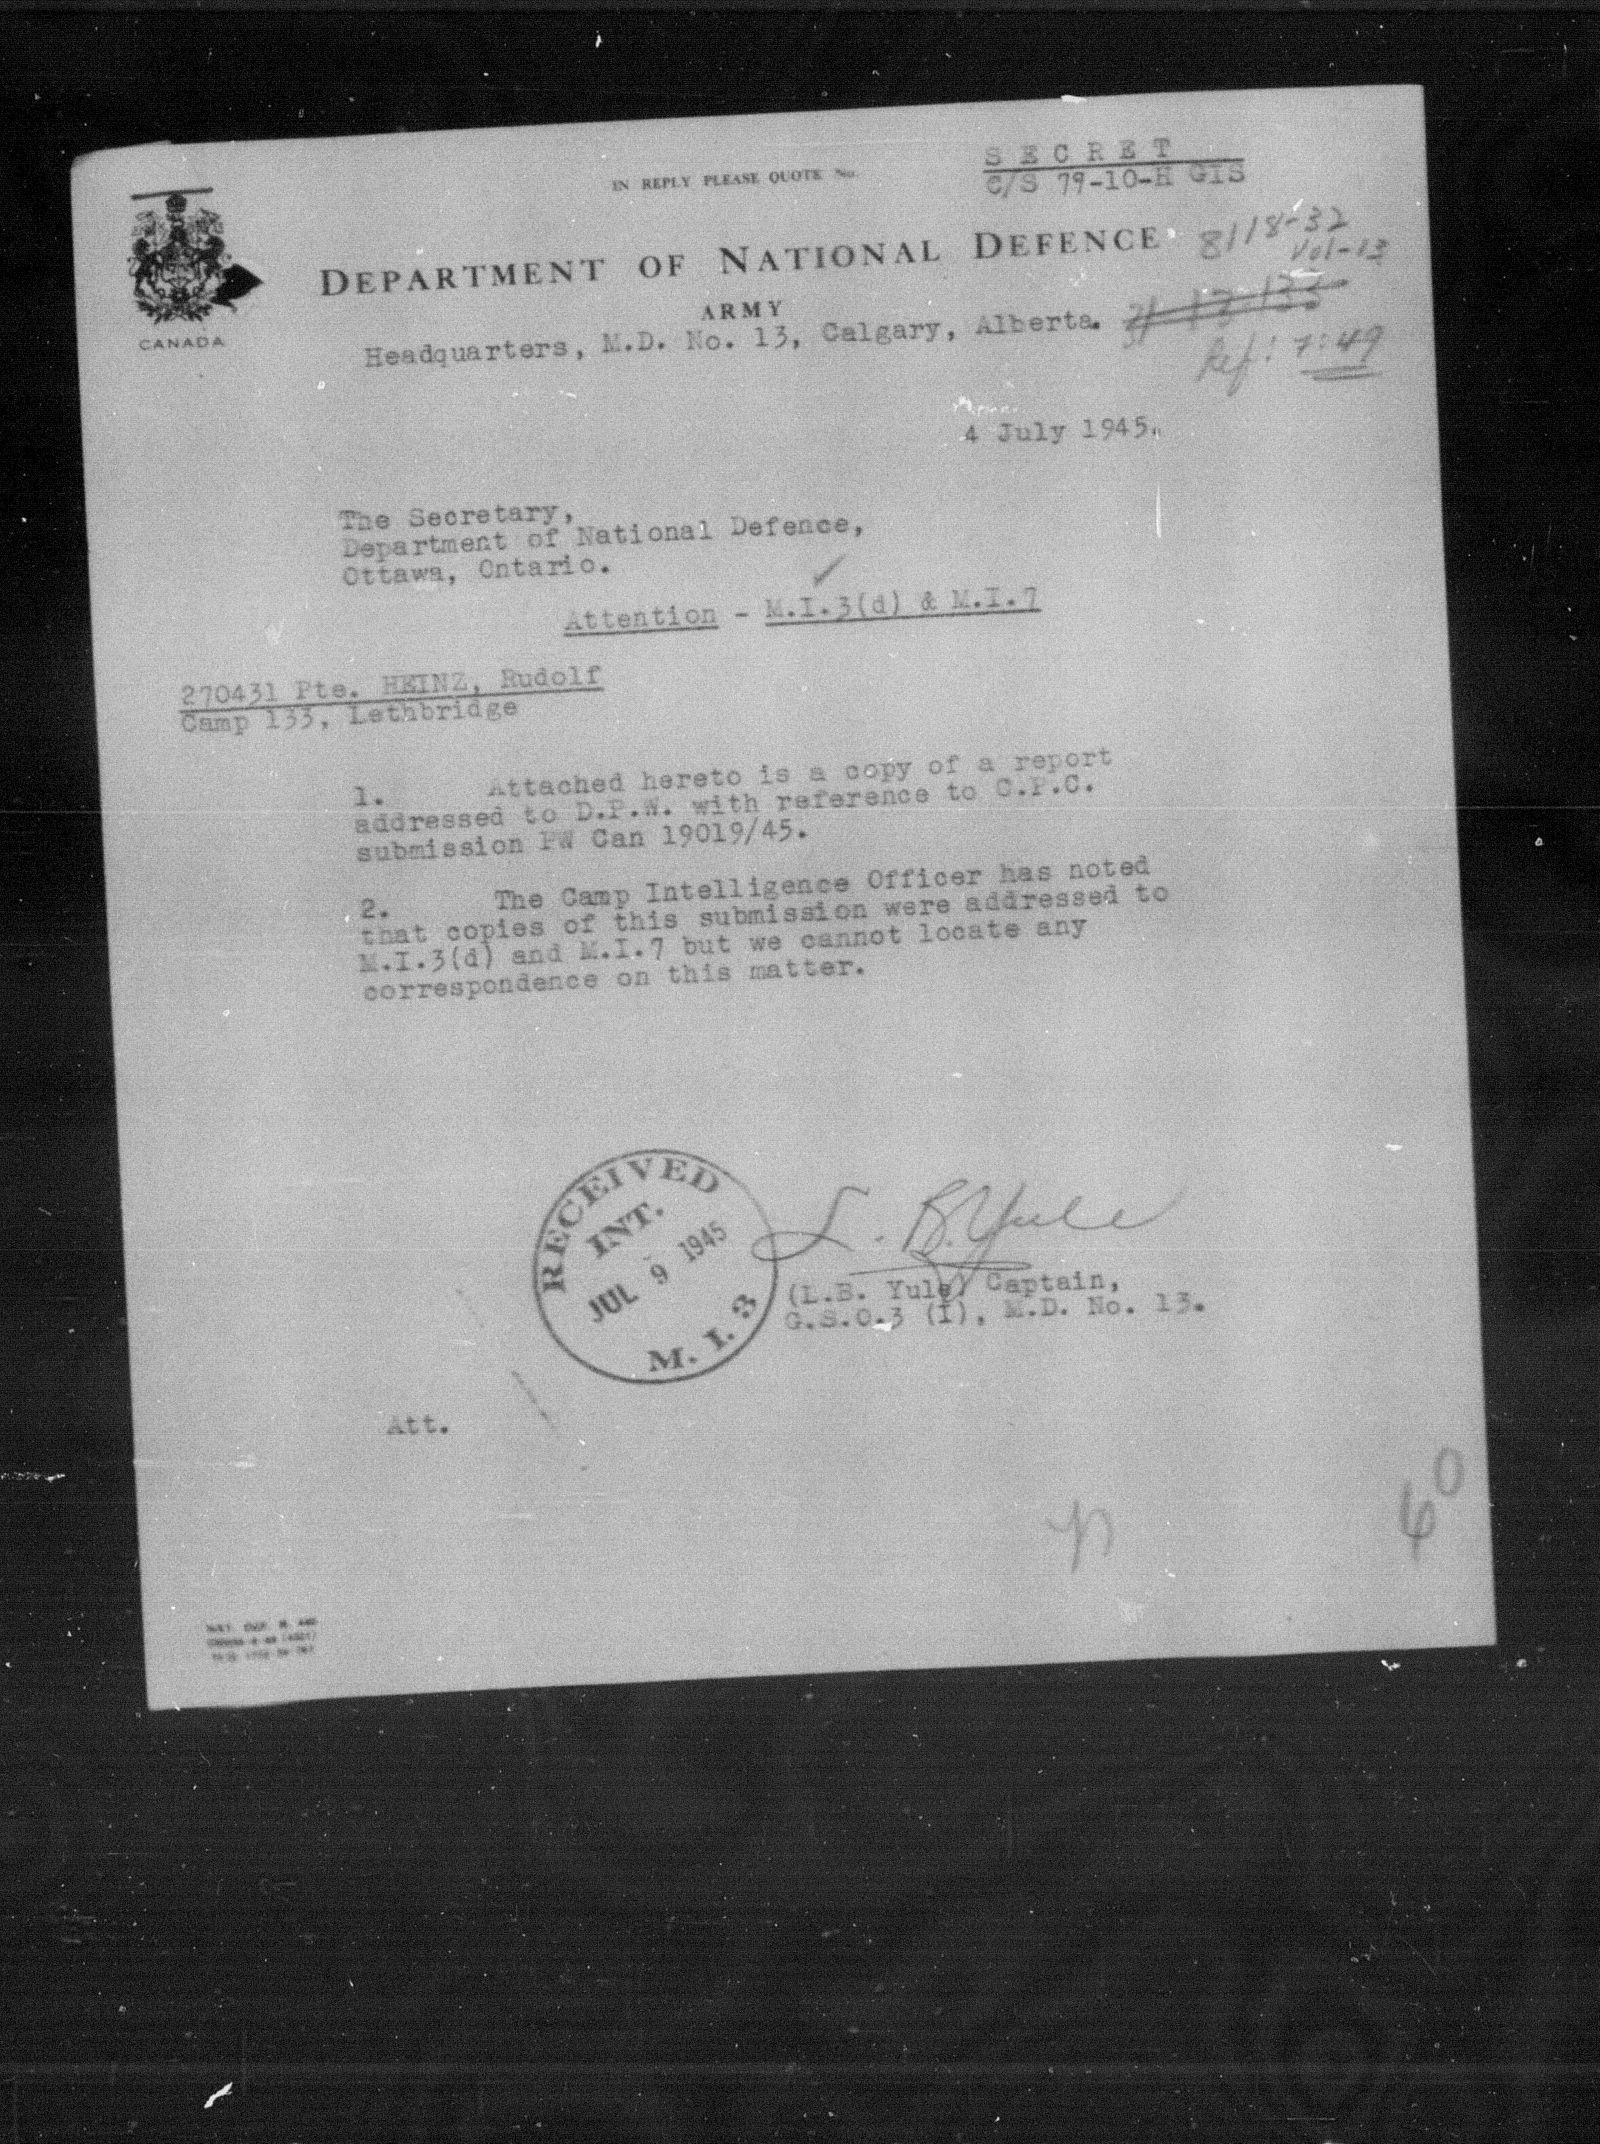 IN REPLY PLEASE QUOTE No.
S E C R E T
C/S 79-10-H GIS
8118-32
Vol-13
DEPARTMENT OF NATIONAL DEFENCE
ARMY
CANADA
Headquarters, M.D. No. 13, Calgary, Alberta.
Ref: 7:49
4 July 1945.
The Secretary,
Department of National Defence,
Ottawa, Ontario.
Attention - M.I.3(d) & M.I.7
270431 Pte. HEINZ, Rudolf
Camp 133, Lethbridge
1. Attached hereto is a copy of a report
addressed to D.P.W. with reference to C.P.C.
submission PW Can 19019/45.
2. The Camp Intelligence Officer has noted
that copies of this submission were addressed to
M.I.3(d) and M.I.7 but we cannot locate any
correspondence on this matter.
RECEIVED
INT.
JUL 9 1945
M. I. 3
L. B. Yule
(L.B. Yule) Captain,
G.S.O.3 (I), M.D. No. 13.
Att.